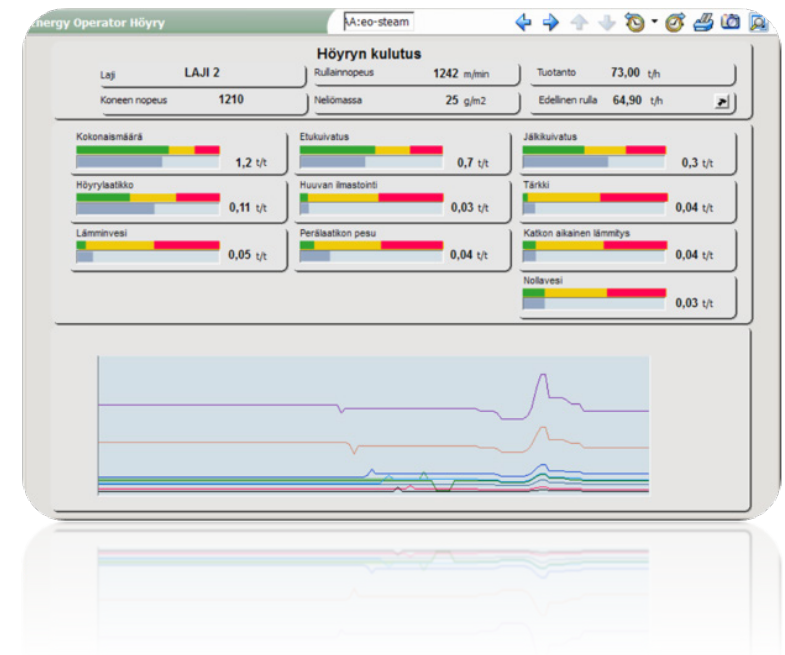 Energy Operator Höyry
AA:eo-steam
Höyryn kulutus
Laji LAJI 2 Rullainnopeus 1242 m/min Tuotanto 73,00 t/h
Koneen nopeus 1210 Neliömassa 25 g/m2 Edellinen rulla 64,90 t/h
Kokonaismäärä Etukuivatus Jälkikuivatus
1,2 t/t 0,7 t/t 0,3 t/t
Höyrylaatikko Huuvan ilmastointi Tärkki
0,11 t/t 0,03 t/t 0,04 t/t
Lämminvesi Perälaatikon pesu Katkon aikainen lämmitys
0,05 t/t 0,04 t/t 0,04 t/t
Nollavesi
0,03 t/t